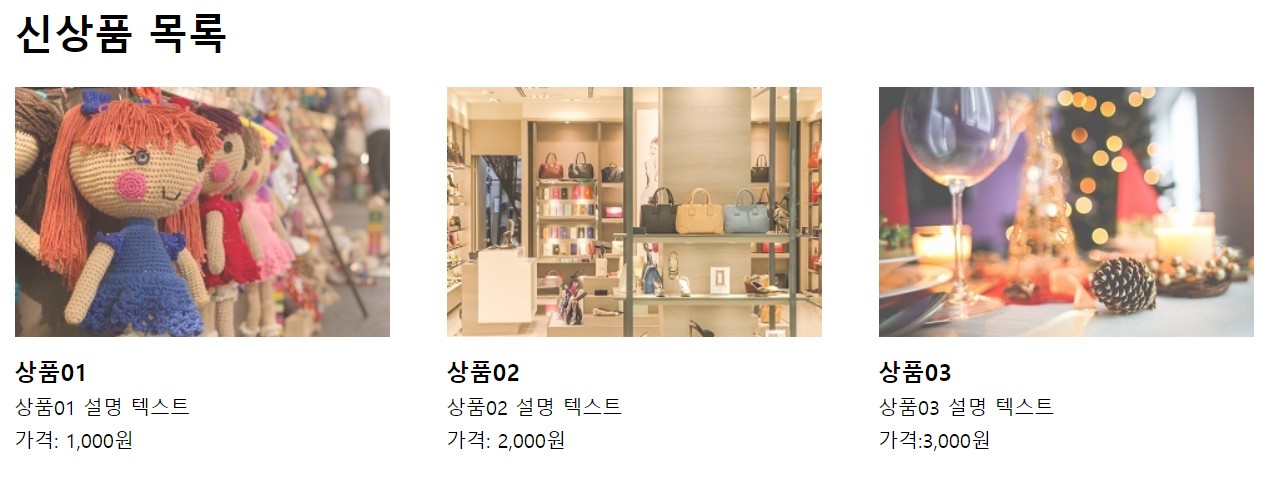 신상품 목록
상품01
상품01 설명 텍스트
가격: 1,000원
상품02
상품02 설명 텍스트
가격: 2,000원
상품03
상품03 설명 텍스트
가격:3,000원